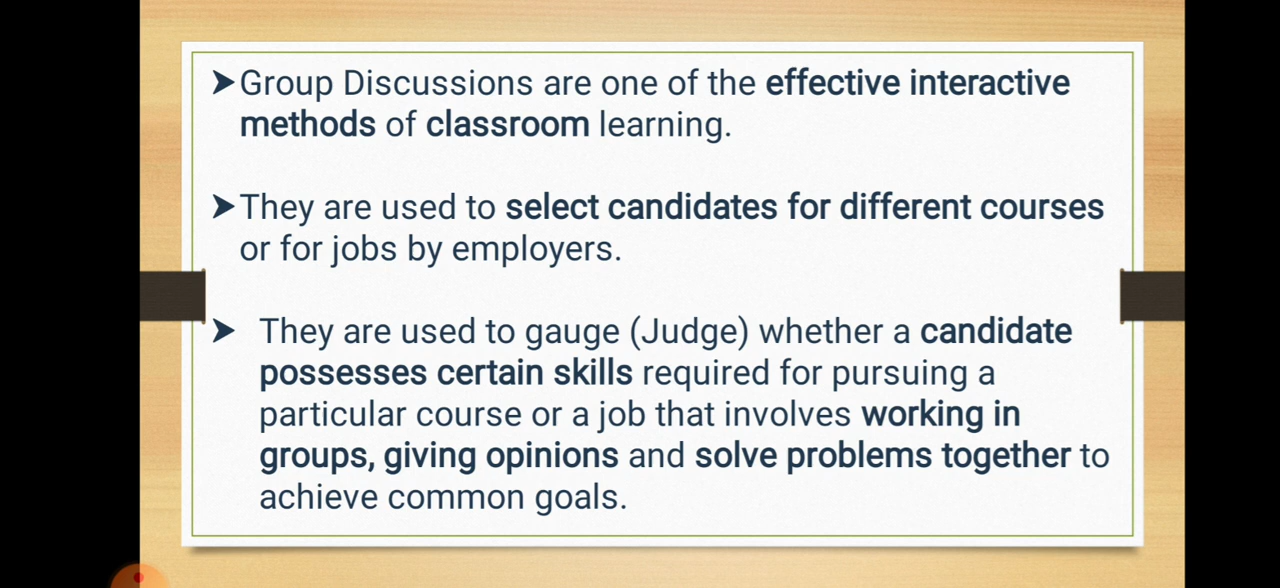 ➤Group Discussions are one of the effective interactive
methods of classroom learning.
➤They are used to select candidates for different courses
or for jobs by employers.
➤ They are used to gauge (Judge) whether a candidate
possesses certain skills required for pursuing a
particular course or a job that involves working in
groups, giving opinions and solve problems together to
achieve common goals.